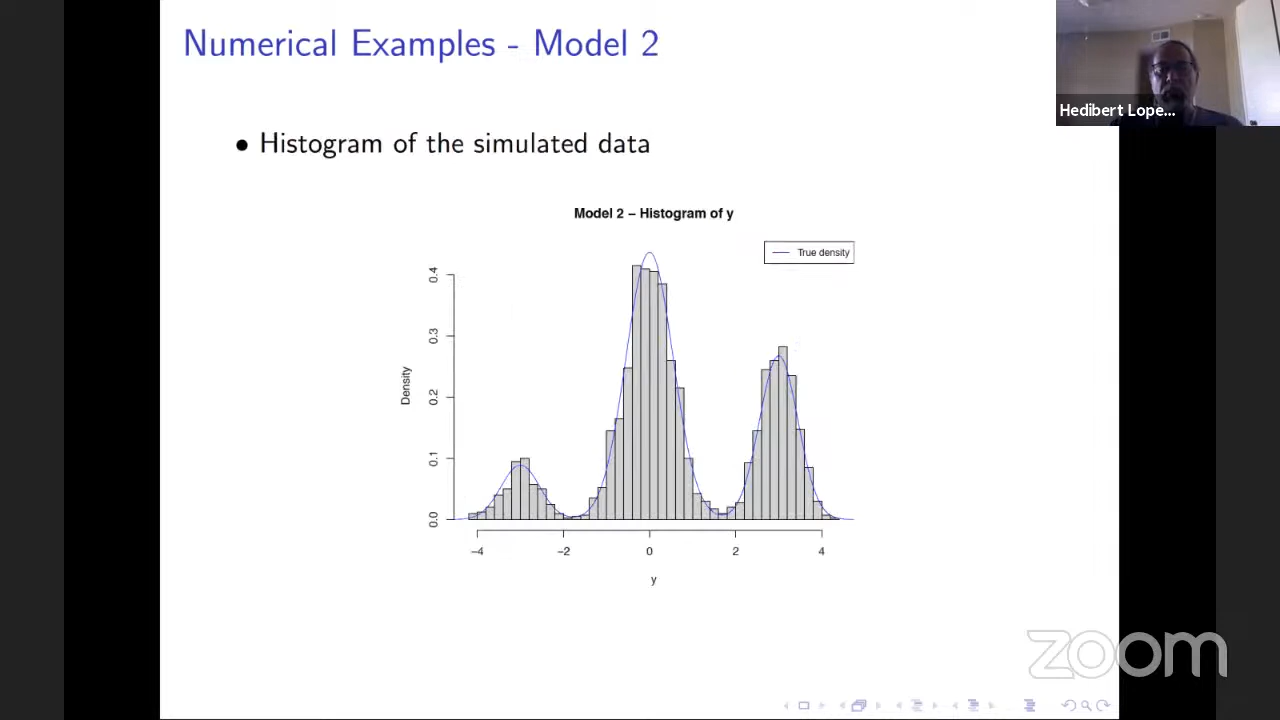 Numerical Examples - Model 2
Hedibert Lope...
• Histogram of the simulated data
Model 2 – Histogram of y
True density
Density
0.0
0.1
0.2
0.3
0.4
−4
−2
0
2
4
y
zoom